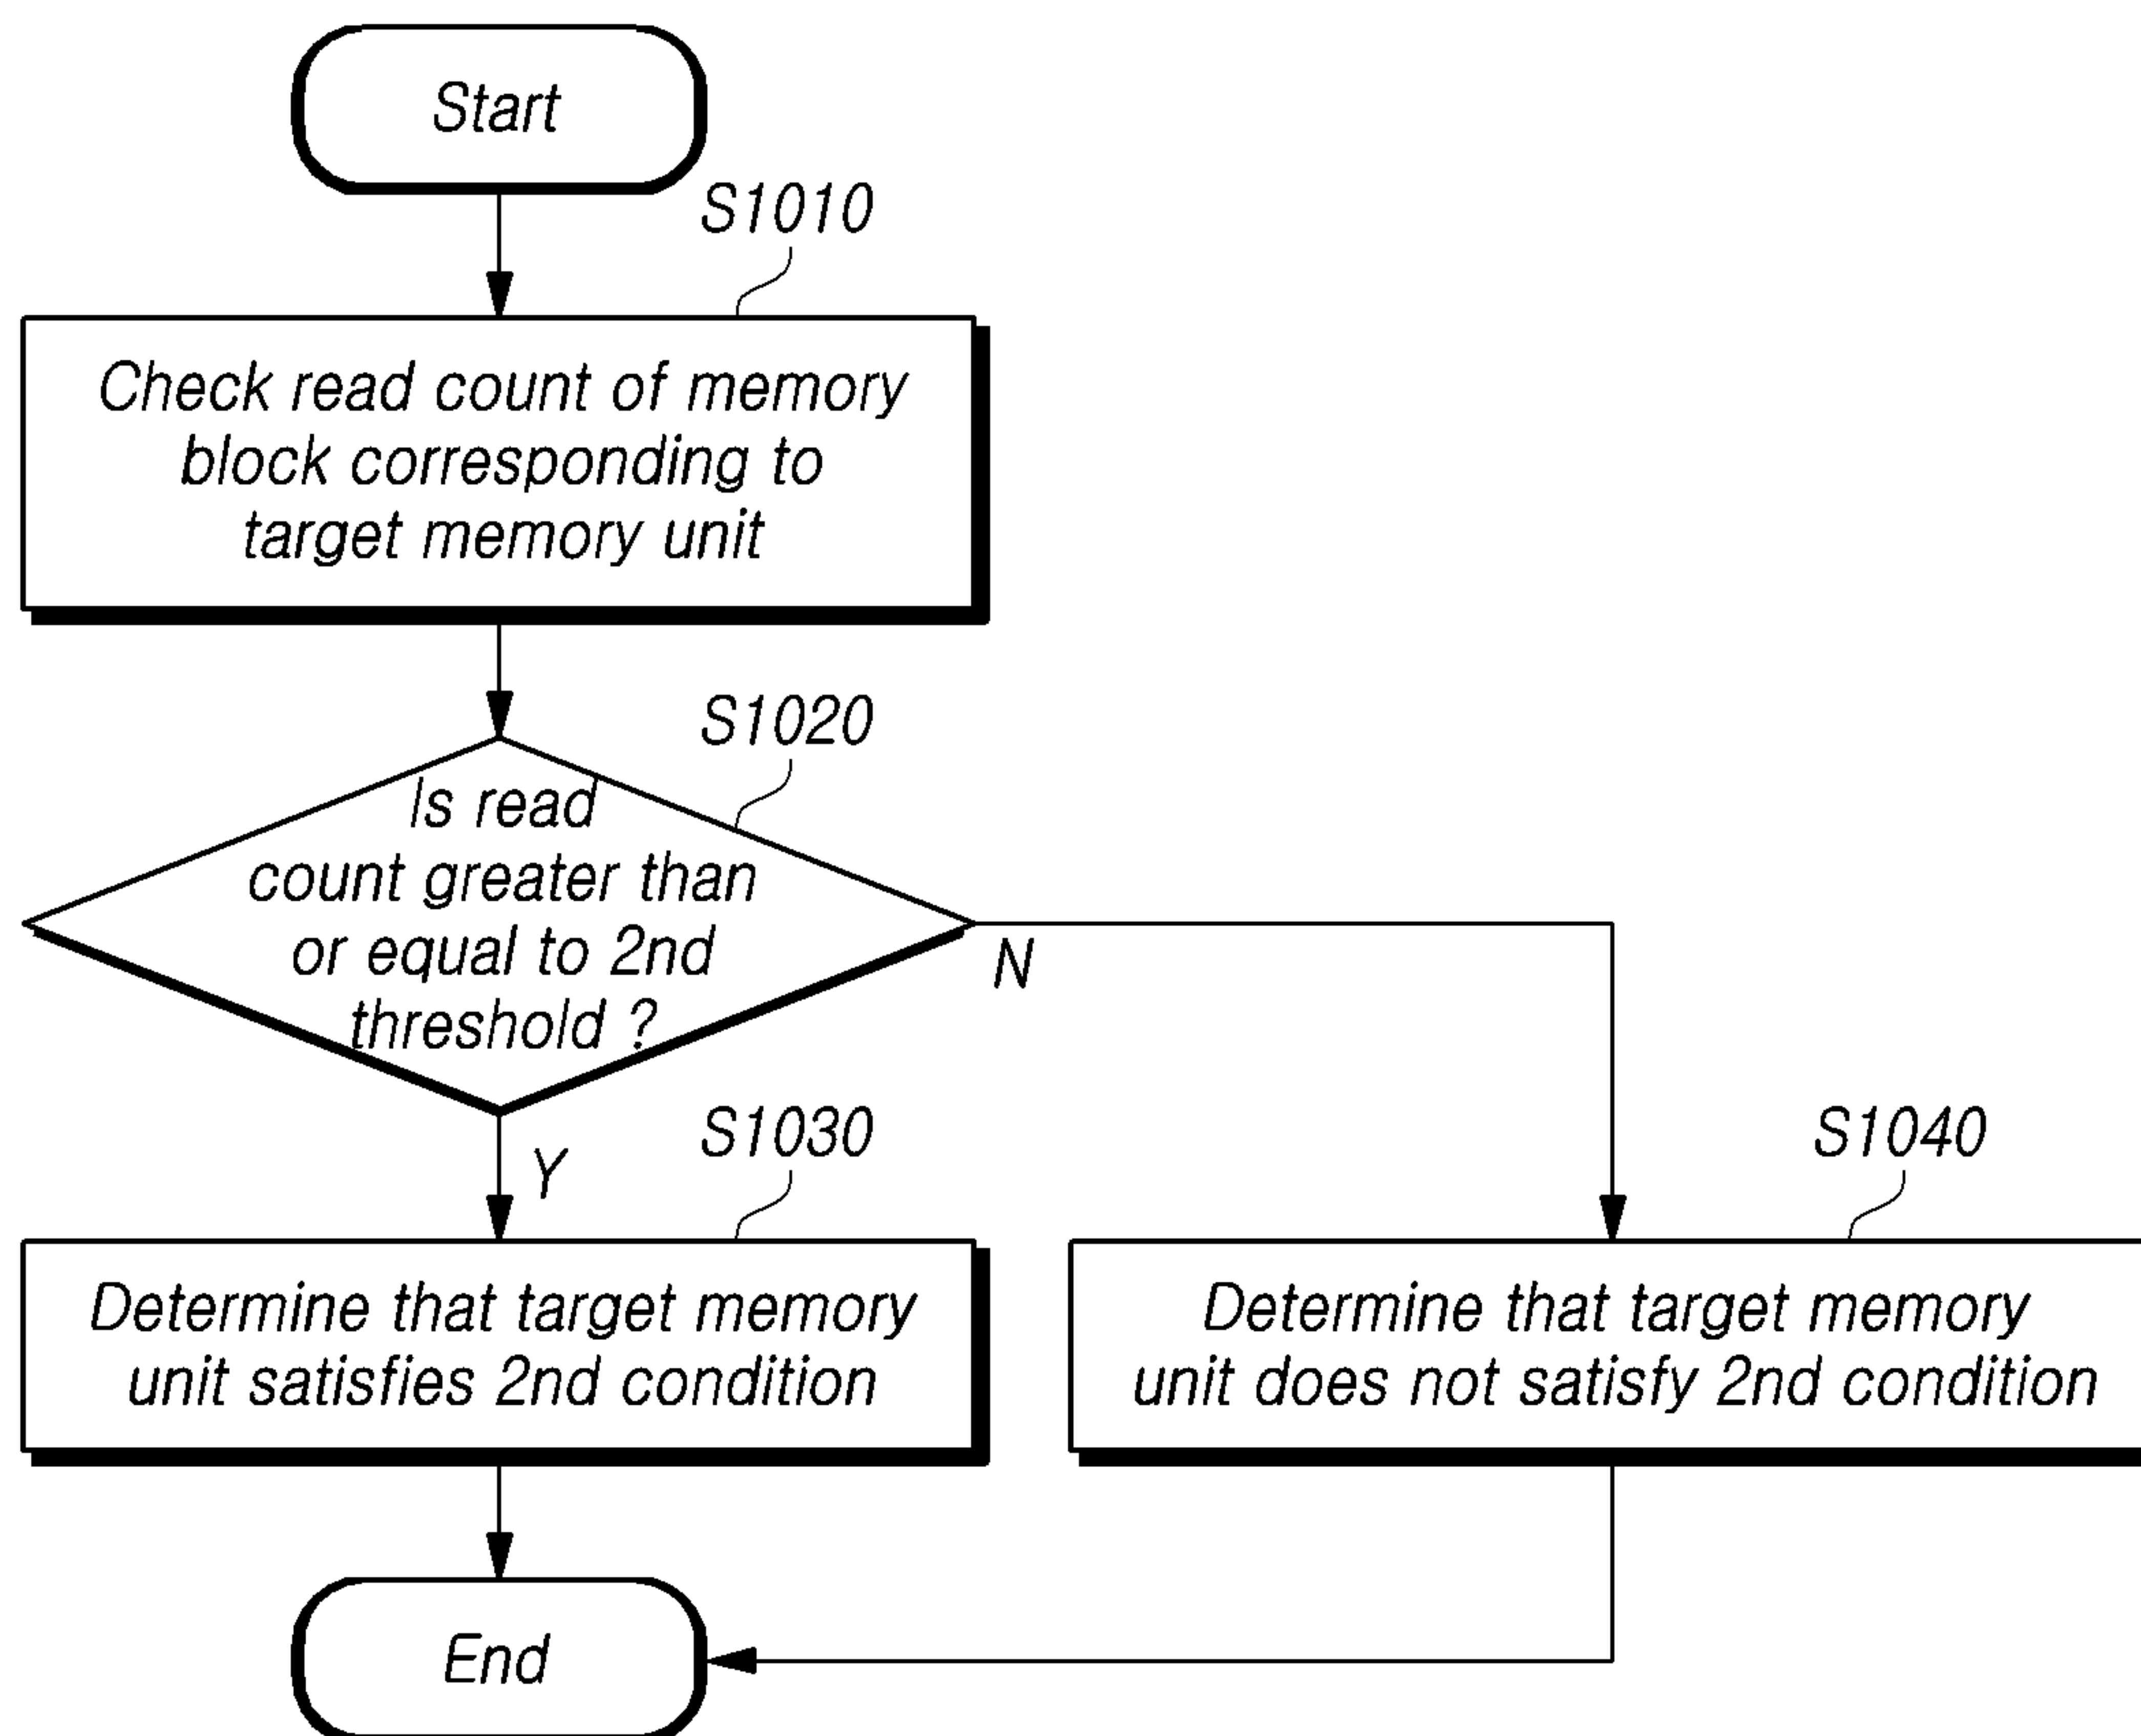 Start
S1010
Check read count of memory
block corresponding to
target memory unit
S1020
Is read
count greater than
or equal to 2nd
threshold ?
N
Y
S1030
S1040
Determine that target memory
unit satisfies 2nd condition
Determine that target memory
unit does not satisfy 2nd condition
End